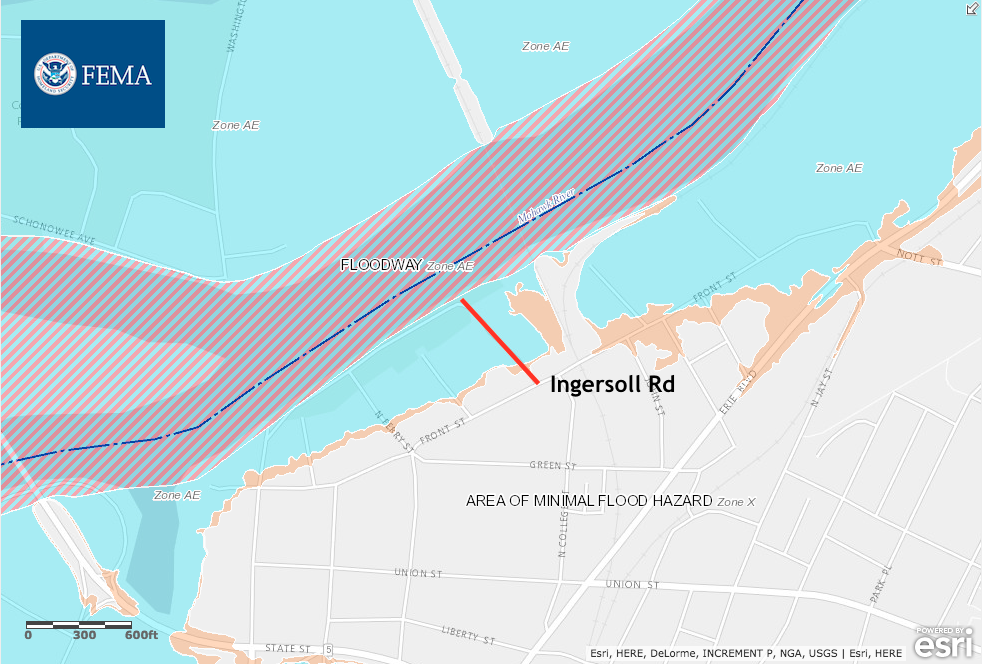 FEMA
WASHINGTON
Zone AE
Zone AE
Zone AE
SCHONOWEE AVE
Mohawk River
FLOODWAY Zone AE
NOTT ST
FRONT ST
Ingersoll Rd
ERIE BLVD
N JAY ST
N PERRY ST
FRONT ST
GREEN ST
Zone AE
AREA OF MINIMAL FLOOD HAZARD Zone X
N COLLEGE ST
UNION ST
UNION ST
PARK PL
0 300 600ft
LIBERTY ST
STATE ST
5
Esri, HERE, DeLorme, INCREMENT P, NGA, USGS | Esri, HERE
POWERED BY
esri